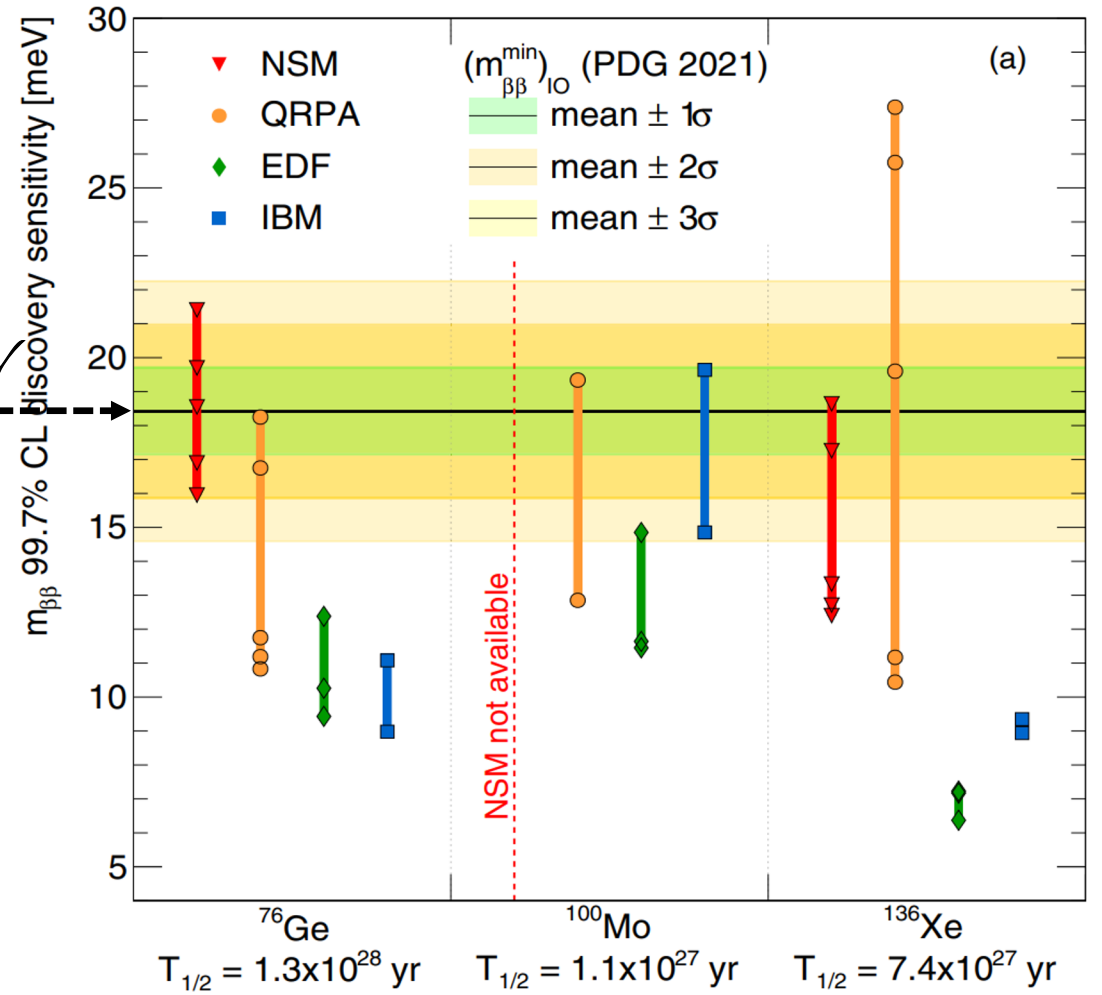 m_ββ 99.7% CL discovery sensitivity [meV]
30
25
20
15
10
5
NSM
QRPA
EDF
IBM
(m_ββ^min)_IO (PDG 2021)
mean ± 1σ
mean ± 2σ
mean ± 3σ
(a)
NSM not available
⁷⁶Ge
T_1/2 = 1.3x10²⁸ yr
¹⁰⁰Mo
T_1/2 = 1.1x10²⁷ yr
¹³⁶Xe
T_1/2 = 7.4x10²⁷ yr